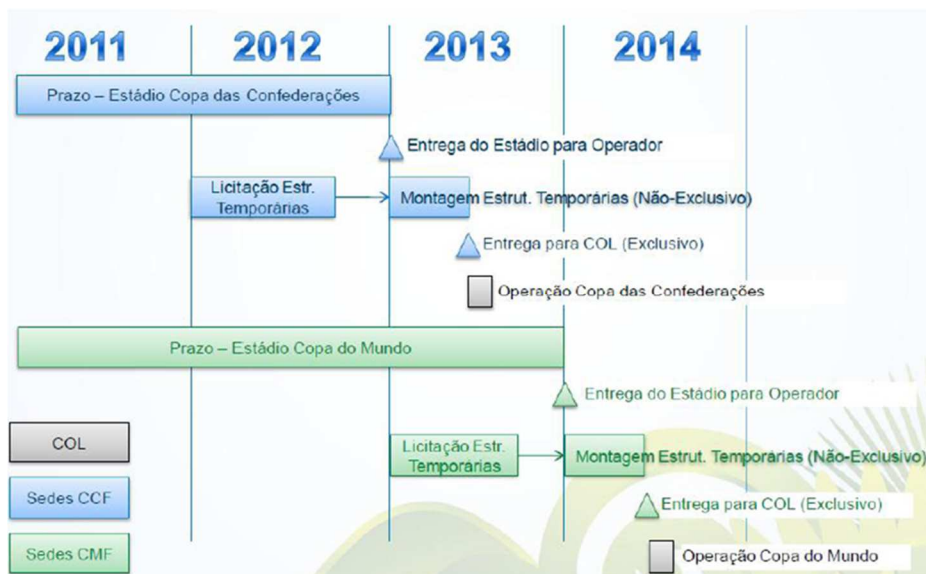 2011 2012 2013 2014
Prazo – Estádio Copa das Confederações
Entrega do Estádio para Operador
Licitação Estr.
Temporárias
Montagem Estrut. Temporárias (Não-Exclusivo)
Entrega para COL (Exclusivo)
Operação Copa das Confederações
Prazo – Estádio Copa do Mundo
Entrega do Estádio para Operador
COL
Licitação Estr.
Temporárias
Montagem Estrut. Temporárias (Não-Exclusivo)
Sedes CCF
Entrega para COL (Exclusivo)
Sedes CMF
Operação Copa do Mundo